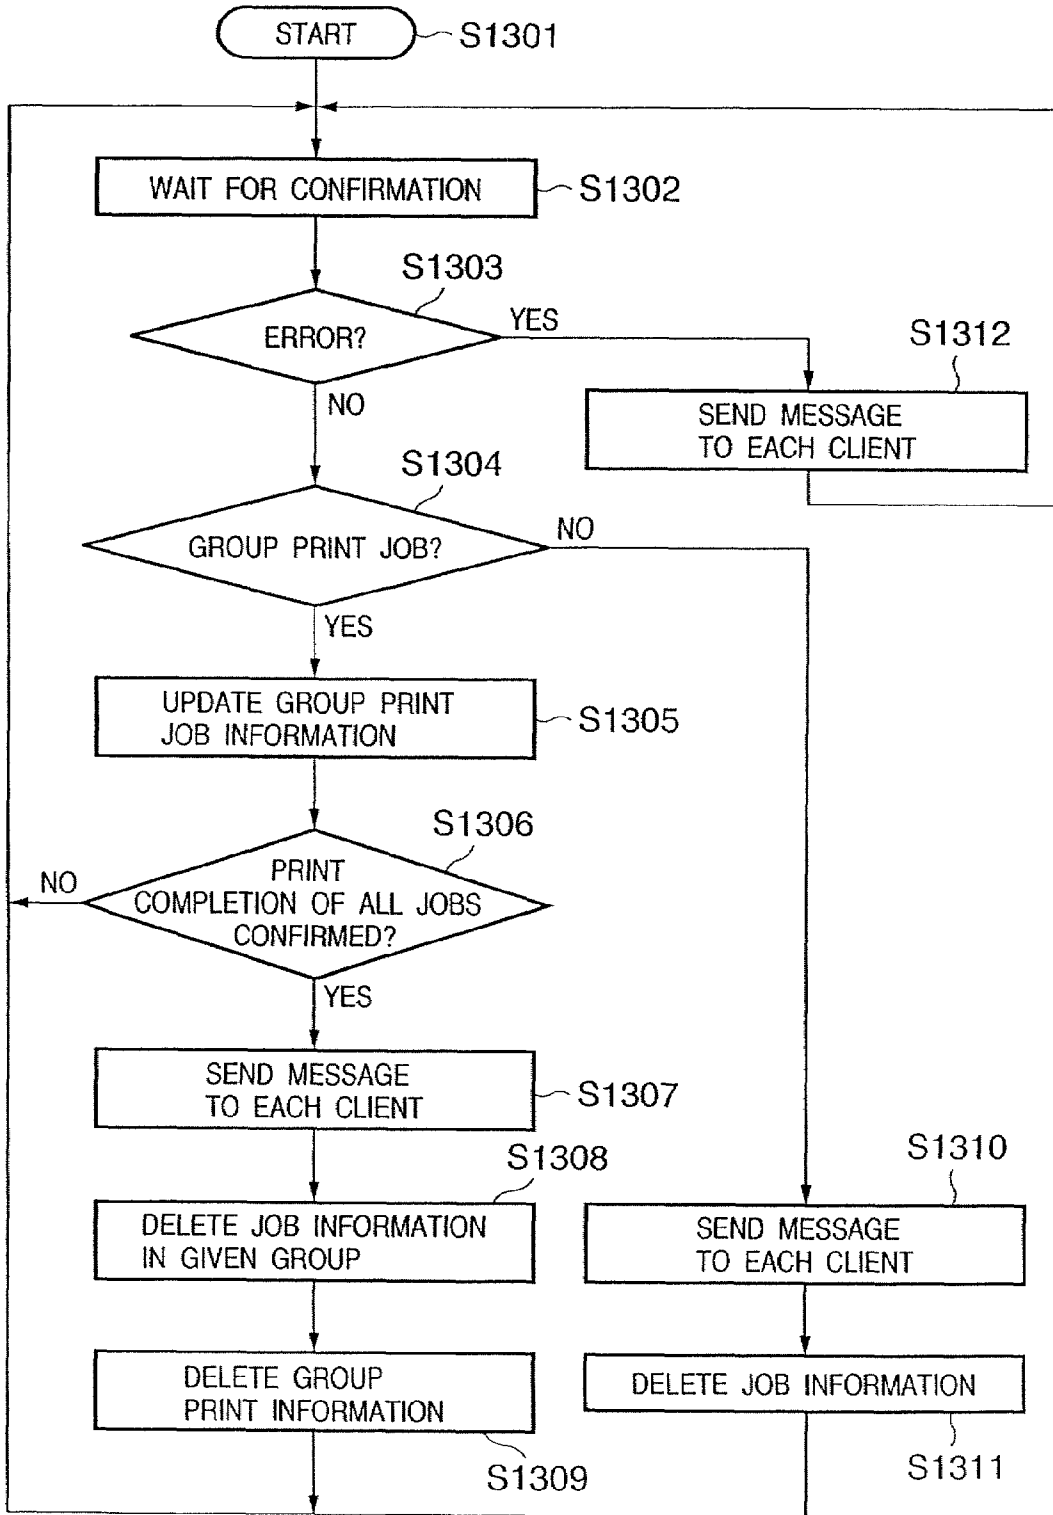 START
S1301
WAIT FOR CONFIRMATION
S1302
S1303
ERROR?
YES
NO
S1312
SEND MESSAGE
TO EACH CLIENT
S1304
GROUP PRINT JOB?
NO
YES
UPDATE GROUP PRINT
JOB INFORMATION
S1305
S1306
PRINT
COMPLETION OF ALL JOBS
CONFIRMED?
NO
YES
SEND MESSAGE
TO EACH CLIENT
S1307
S1308
DELETE JOB INFORMATION
IN GIVEN GROUP
S1310
SEND MESSAGE
TO EACH CLIENT
DELETE GROUP
PRINT INFORMATION
S1309
DELETE JOB INFORMATION
S1311